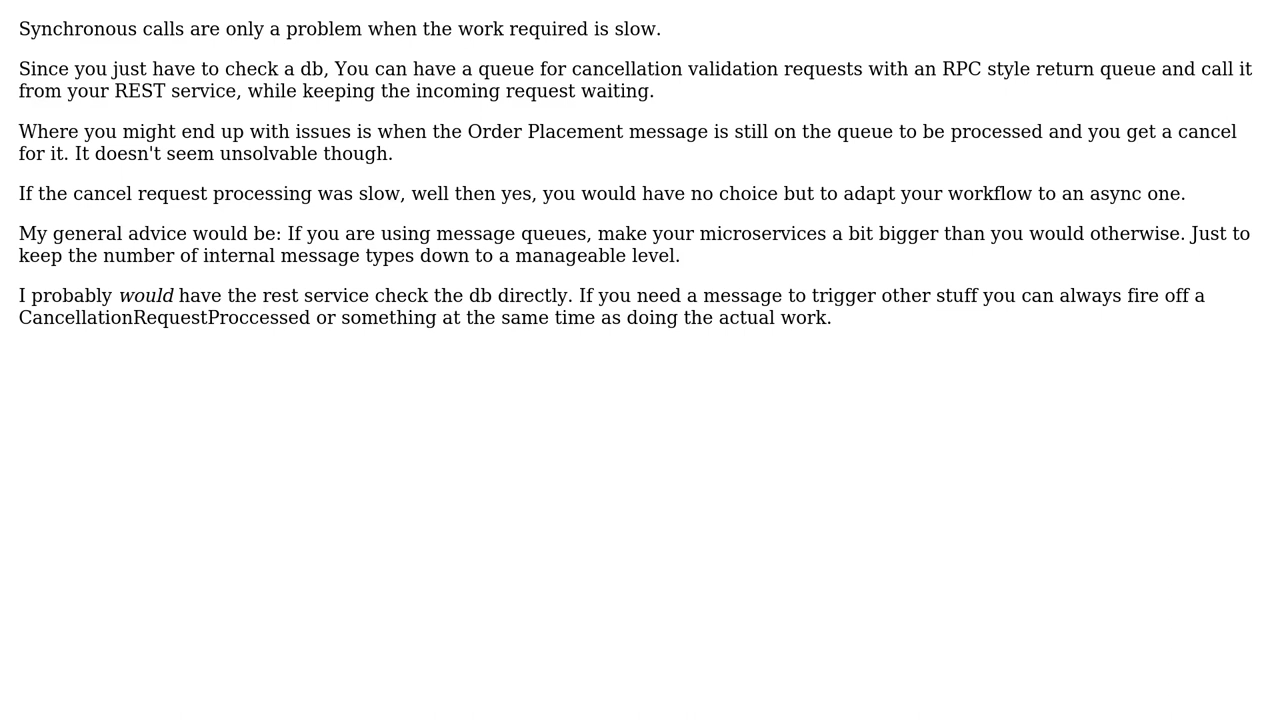 Synchronous calls are only a problem when the work required is slow.
Since you just have to check a db, You can have a queue for cancellation validation requests with an RPC style return queue and call it
from your REST service, while keeping the incoming request waiting.
Where you might end up with issues is when the Order Placement message is still on the queue to be processed and you get a cancel
for it. It doesn't seem unsolvable though.
If the cancel request processing was slow, well then yes, you would have no choice but to adapt your workflow to an async one.
My general advice would be: If you are using message queues, make your microservices a bit bigger than you would otherwise. Just to
keep the number of internal message types down to a manageable level.
I probably would have the rest service check the db directly. If you need a message to trigger other stuff you can always fire off a
CancellationRequestProccessed or something at the same time as doing the actual work.